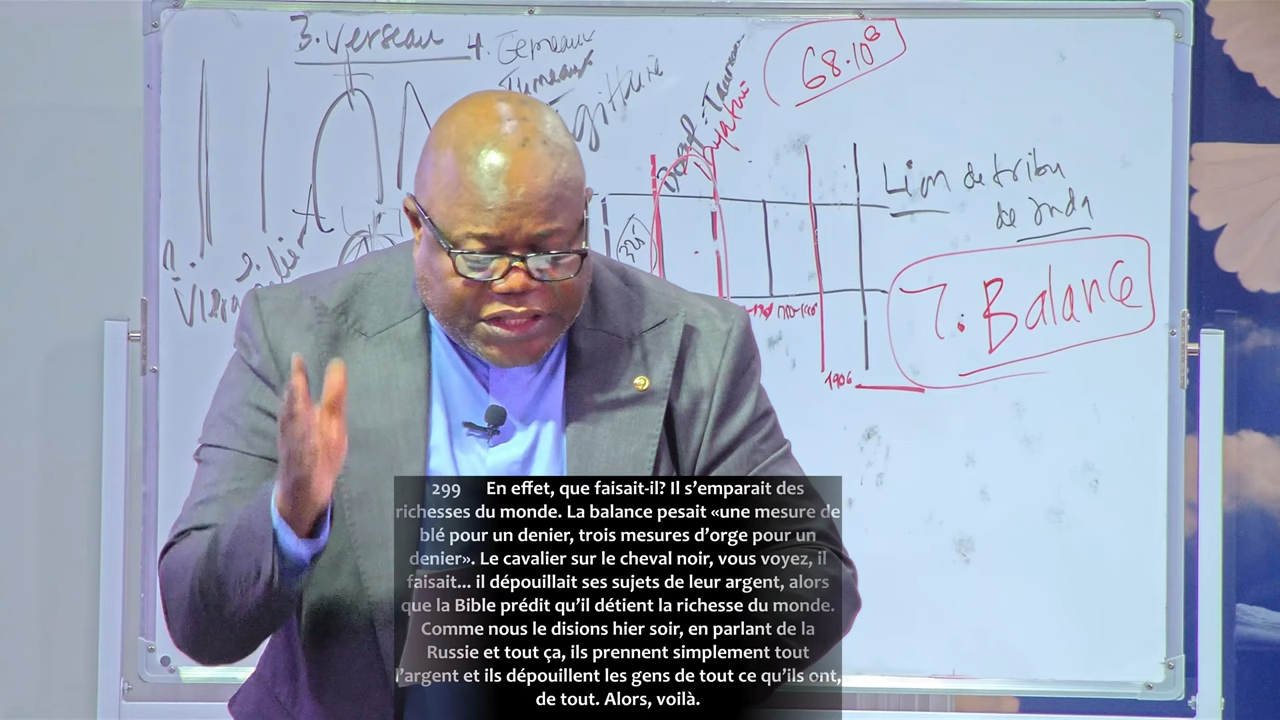 3. Verseau
4. Gemeaux
68.10⁸
Lion de tribu
de Juda
7. Balance
1906
299 En effet, que faisait-il? Il s’emparait des
richesses du monde. La balance pesait «une mesure de
blé pour un denier, trois mesures d’orge pour un
denier». Le cavalier sur le cheval noir, vous voyez, il
faisait... il dépouillait ses sujets de leur argent, alors
que la Bible prédit qu’il détient la richesse du monde.
Comme nous le disions hier soir, en parlant de la
Russie et tout ça, ils prennent simplement tout
l’argent et ils dépouillent les gens de tout ce qu’ils ont,
de tout. Alors, voilà.